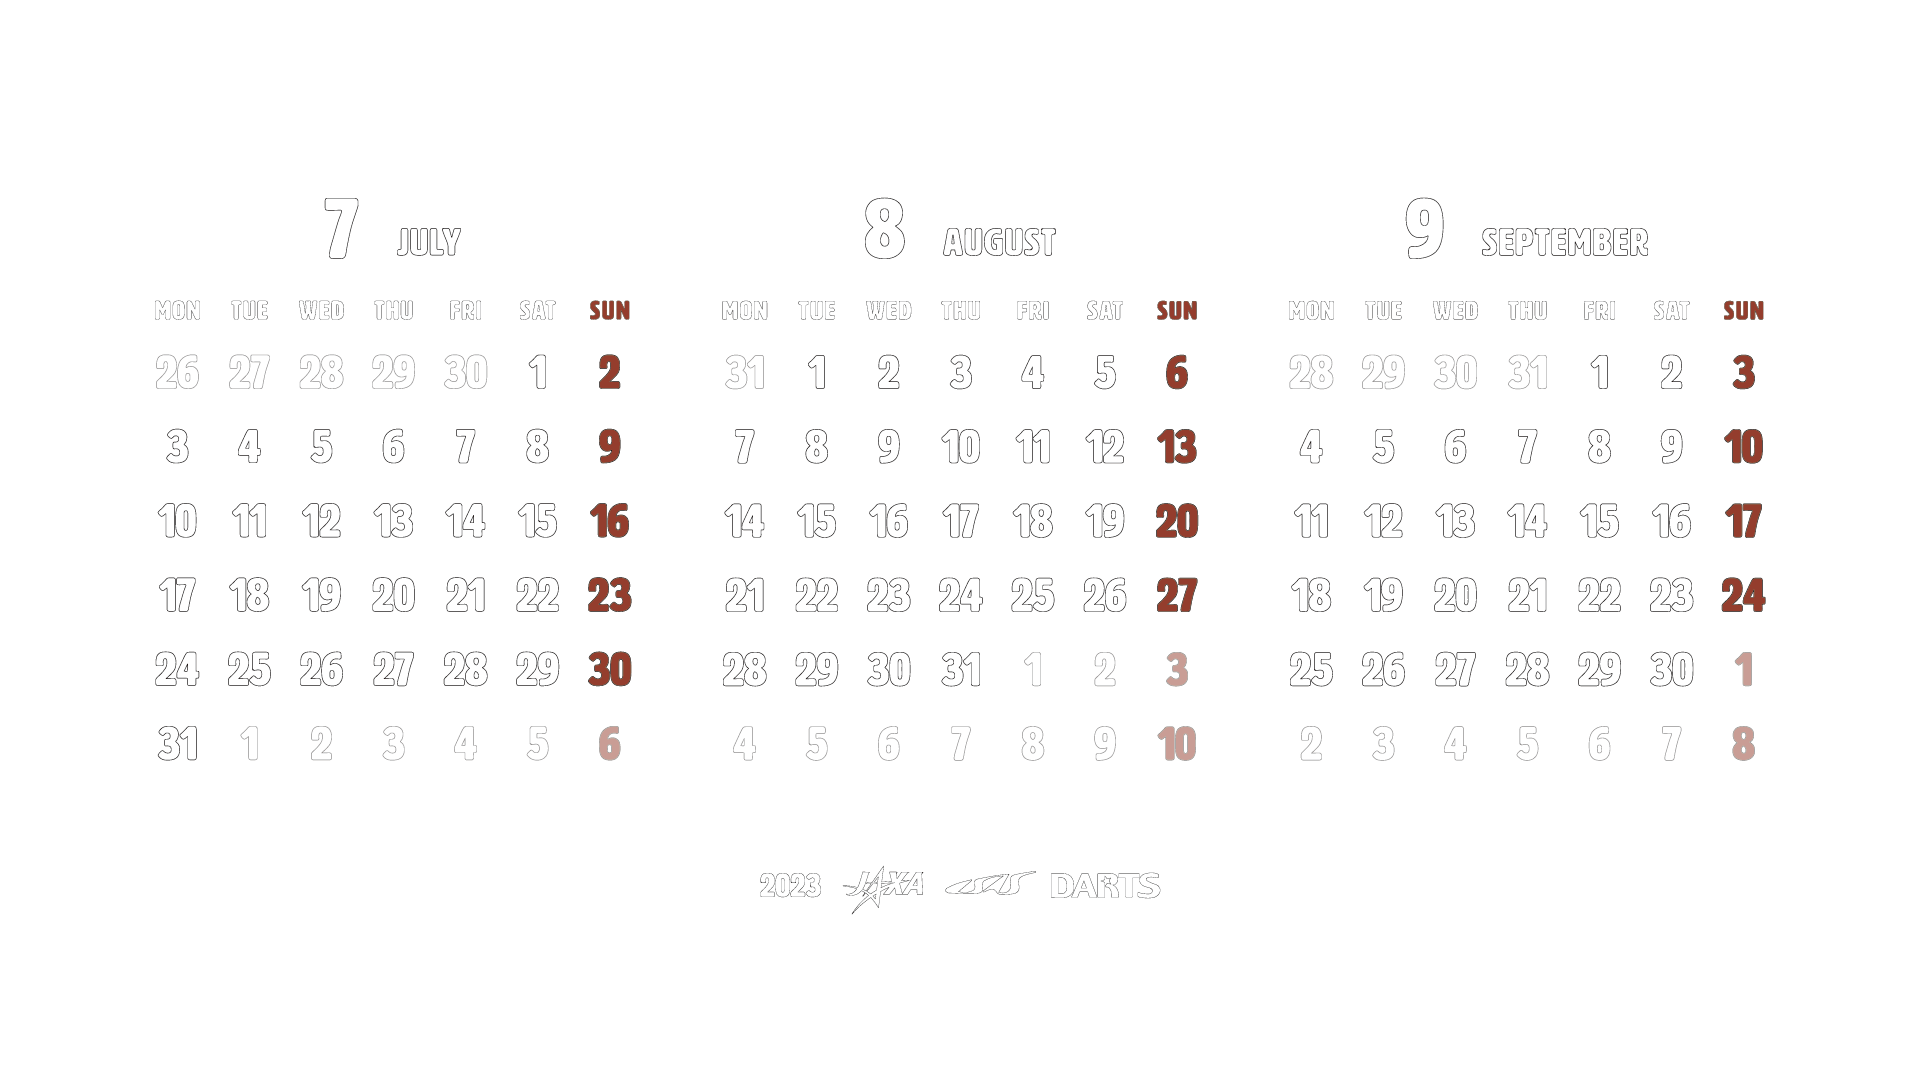 7 JULY
MON TUE WED THU FRI SAT SUN
26 27 28 29 30 1 2
3 4 5 6 7 8 9
10 11 12 13 14 15 16
17 18 19 20 21 22 23
24 25 26 27 28 29 30
31 1 2 3 4 5 6
8 AUGUST
MON TUE WED THU FRI SAT SUN
31 1 2 3 4 5 6
7 8 9 10 11 12 13
14 15 16 17 18 19 20
21 22 23 24 25 26 27
28 29 30 31 1 2 3
4 5 6 7 8 9 10
9 SEPTEMBER
MON TUE WED THU FRI SAT SUN
28 29 30 31 1 2 3
4 5 6 7 8 9 10
11 12 13 14 15 16 17
18 19 20 21 22 23 24
25 26 27 28 29 30 1
2 3 4 5 6 7 8
2023 JAXA ISAS DARTS